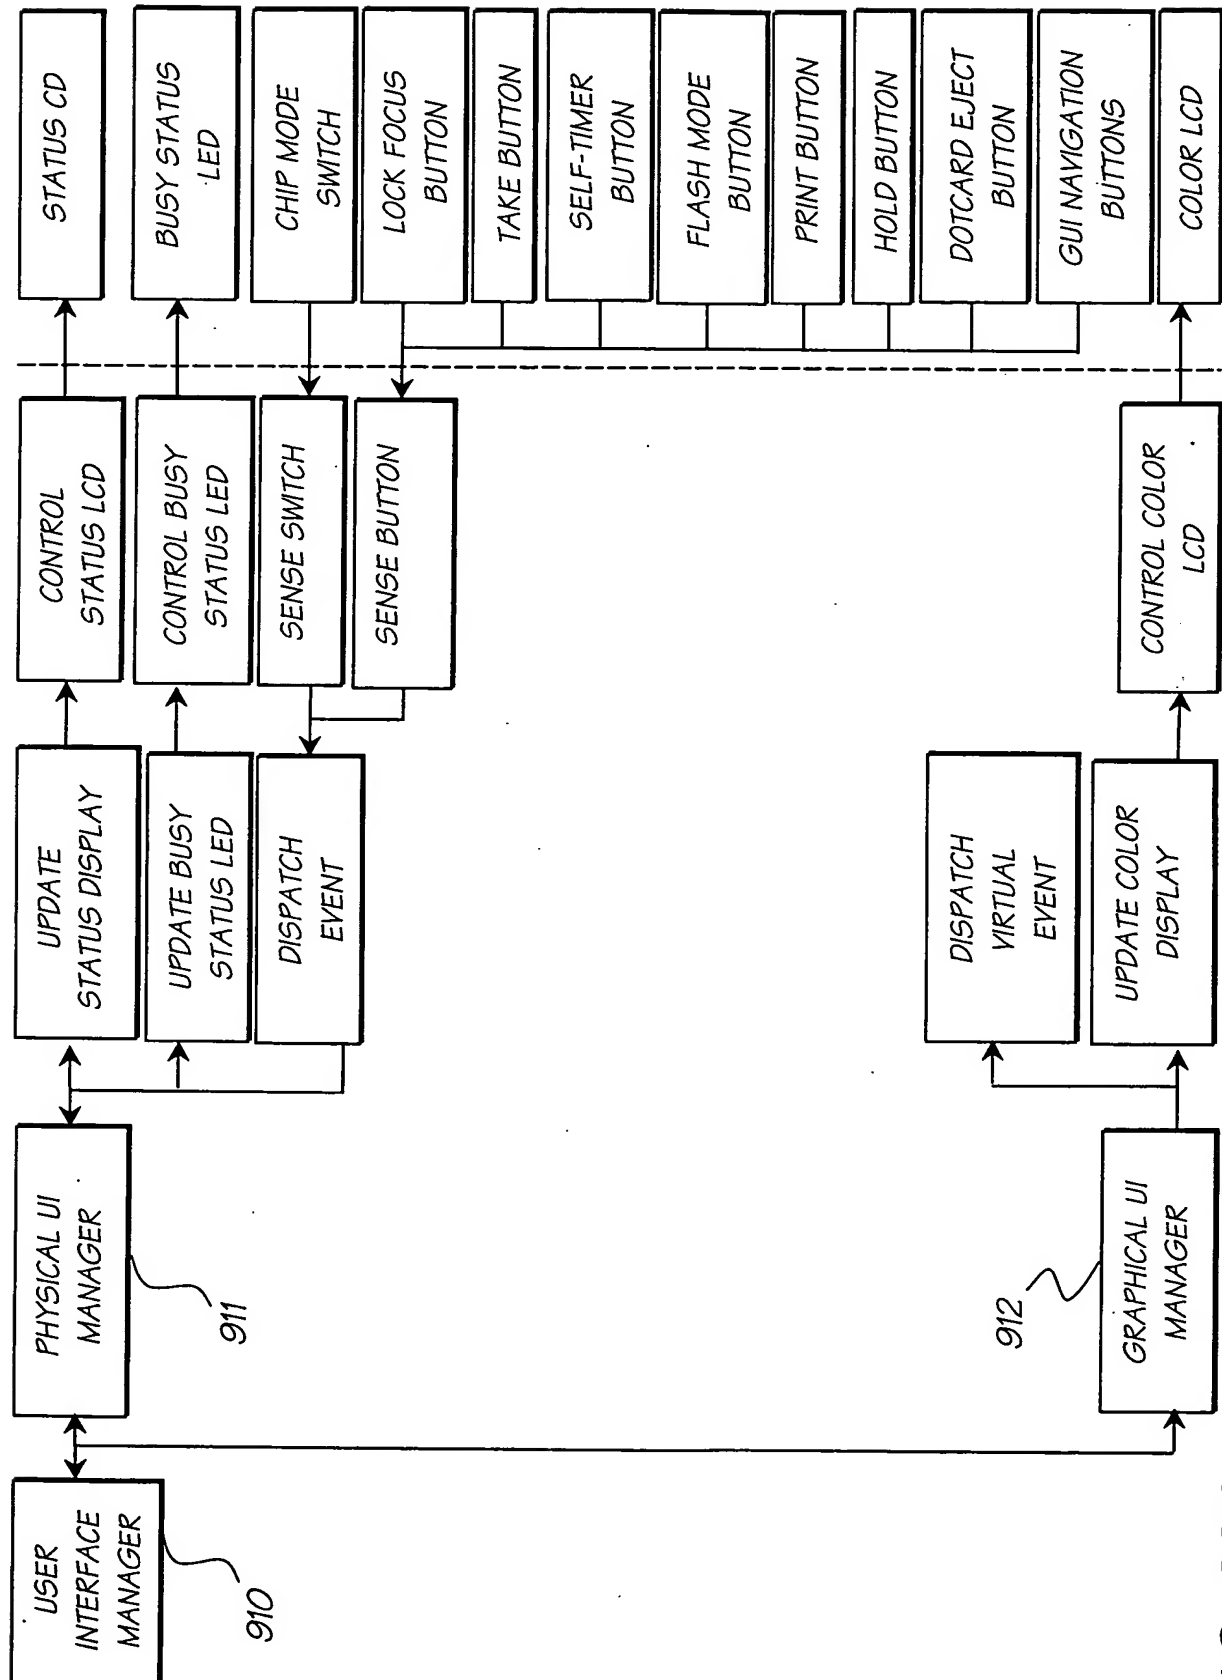 USER
INTERFACE
MANAGER
910
PHYSICAL UI
MANAGER
911
GRAPHICAL UI
MANAGER
912
UPDATE
STATUS DISPLAY
UPDATE BUSY
STATUS LED
DISPATCH
EVENT
DISPATCH
VIRTUAL
EVENT
UPDATE COLOR
DISPLAY
CONTROL
STATUS LCD
CONTROL BUSY
STATUS LED
SENSE SWITCH
SENSE BUTTON
CONTROL COLOR
LCD
STATUS CD
BUSY STATUS
LED
CHIP MODE
SWITCH
LOCK FOCUS
BUTTON
TAKE BUTTON
SELF-TIMER
BUTTON
FLASH MODE
BUTTON
PRINT BUTTON
HOLD BUTTON
DOTCARD EJECT
BUTTON
GUI NAVIGATION
BUTTONS
COLOR LCD